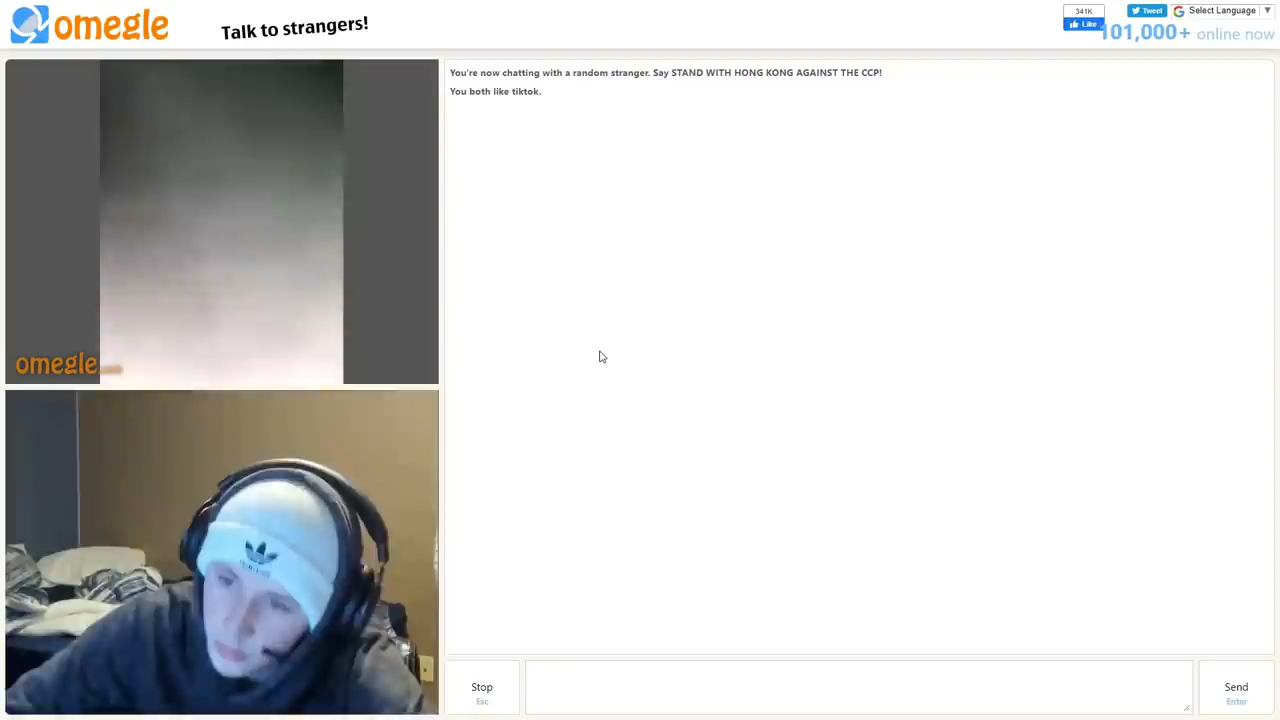 omegle
Talk to strangers!
341K
Like
Tweet
Select Language
101,000+ online now
You're now chatting with a random stranger. Say STAND WITH HONG KONG AGAINST THE CCP!
You both like tiktok.
omegle
Stop
Esc
Send
Enter